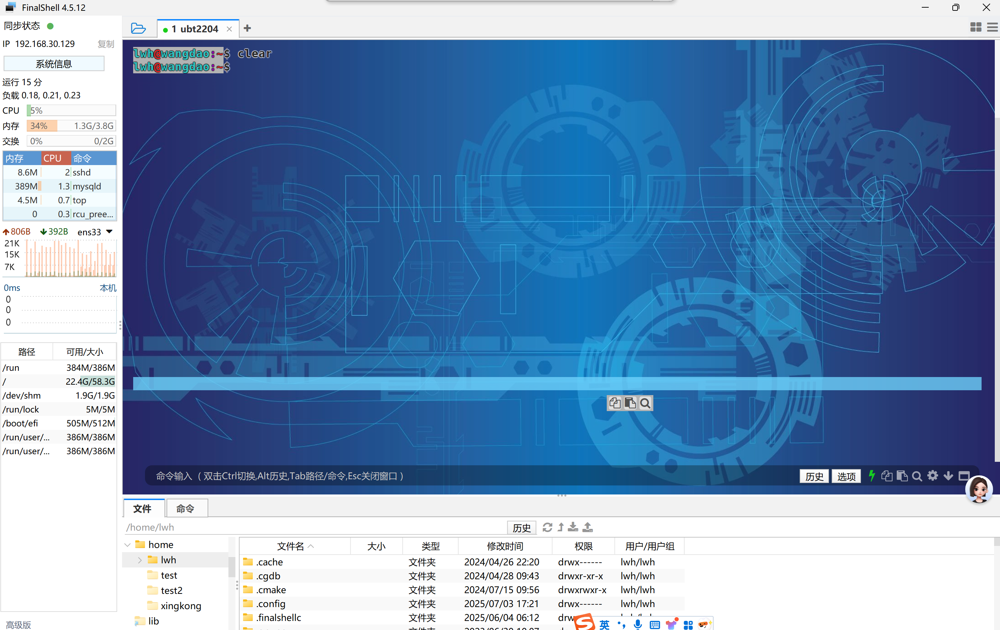 FinalShell 4.5.12
同步状态
IP 192.168.30.129 复制
系统信息
运行 15 分
负载 0.18, 0.21, 0.23
CPU 5%
内存 34% 1.3G/3.8G
交换 0% 0/2G
内存 CPU 命令
8.6M 2 sshd
389M 1.3 mysqld
4.5M 0.7 top
0 0.3 rcu_pree...
806B 392B ens33
21K
15K
7K
0ms 本机
0
0
0
路径 可用/大小
/run 384M/386M
/ 22.4G/58.3G
/dev/shm 1.9G/1.9G
/run/lock 5M/5M
/boot/efi 505M/512M
/run/user/... 386M/386M
/run/user/... 386M/386M
高级版
1 ubt2204
lwh@wangdao:~$ clear
lwh@wangdao:~$
命令输入 ( 双击Ctrl切换,Alt历史,Tab路径/命令,Esc关闭窗口 )
历史 选项
文件 命令
/home/lwh 历史
home
lwh
test
test2
xingkong
lib
文件名 大小 类型 修改时间 权限 用户/用户组
.cache 文件夹 2024/04/26 22:20 drwx------ lwh/lwh
.cgdb 文件夹 2024/04/28 09:43 drwxr-xr-x lwh/lwh
.cmake 文件夹 2024/07/15 09:56 drwxrwxr-x lwh/lwh
.config 文件夹 2025/07/03 17:21 drwx------ lwh/lwh
.finalshellc 文件夹 2025/06/04 06:12
英